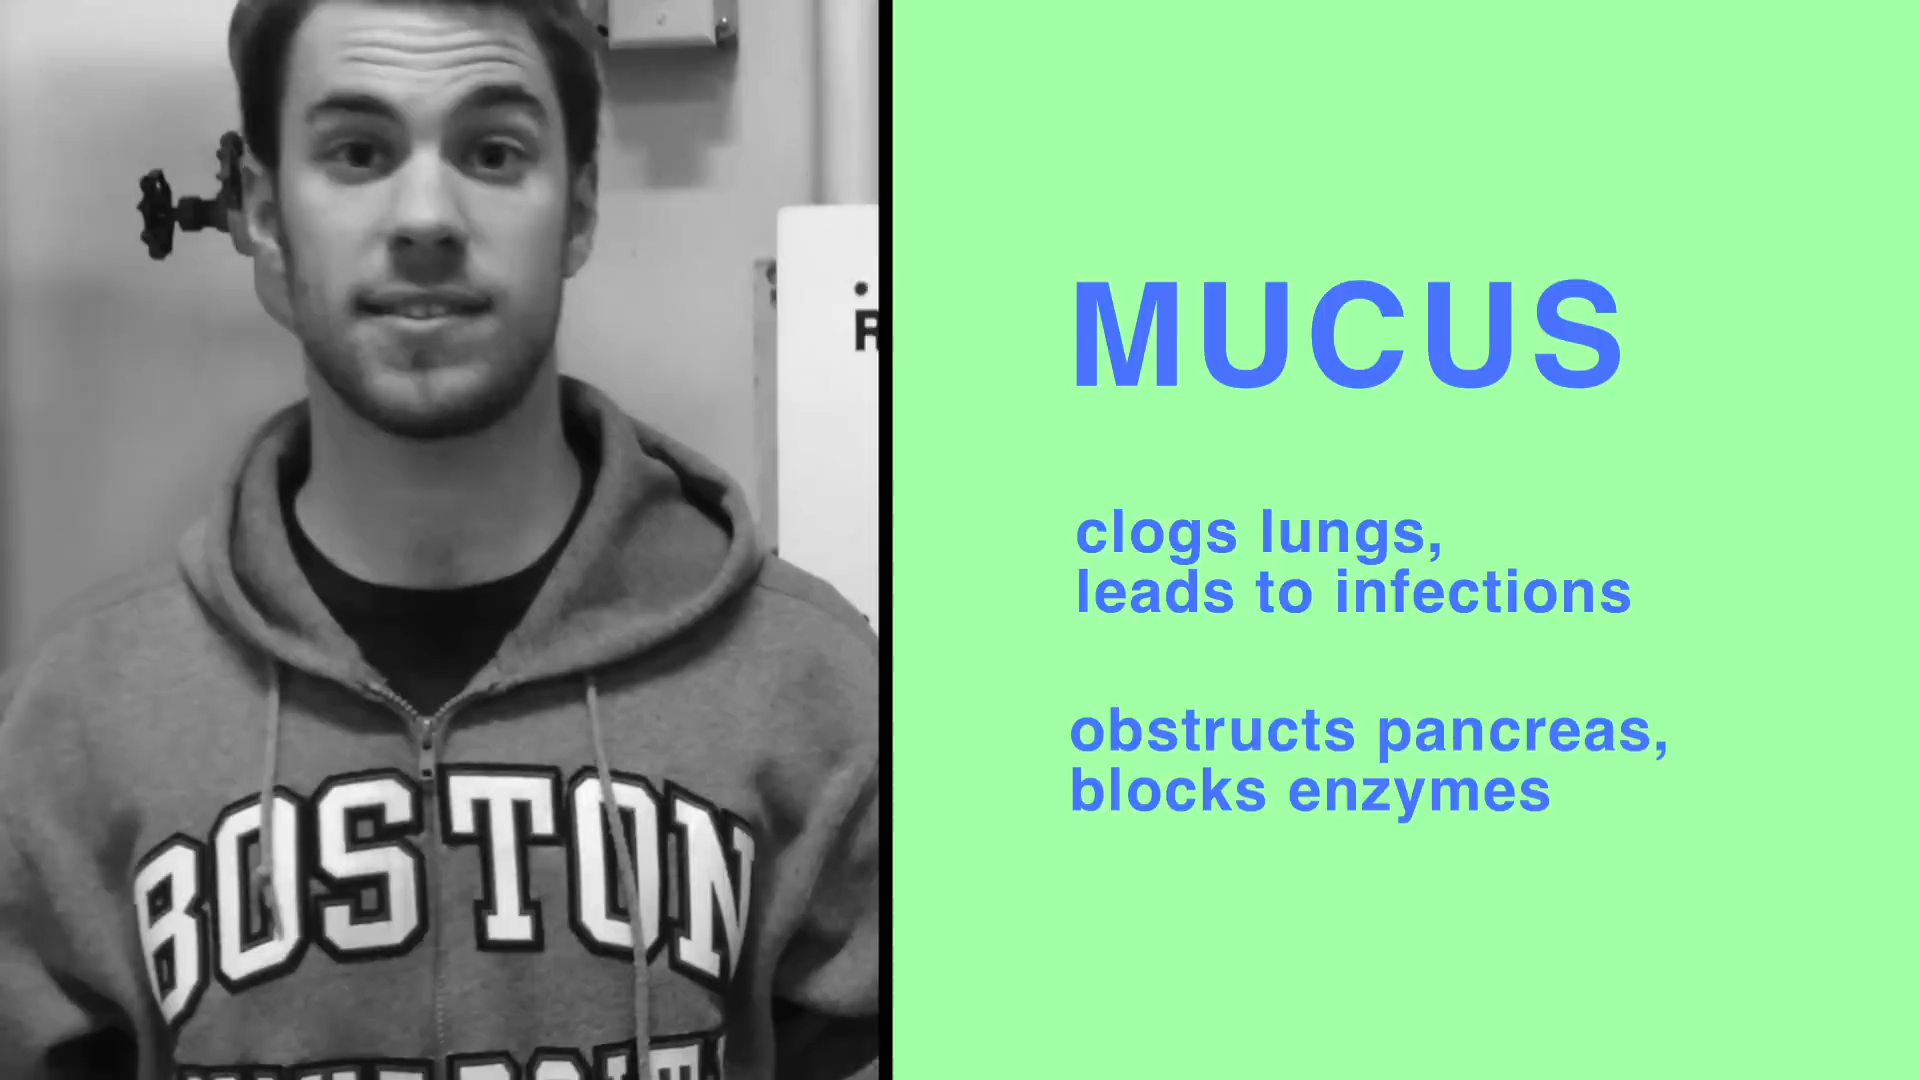 R
BOSTON
MUCUS
clogs lungs,
leads to infections
obstructs pancreas,
blocks enzymes